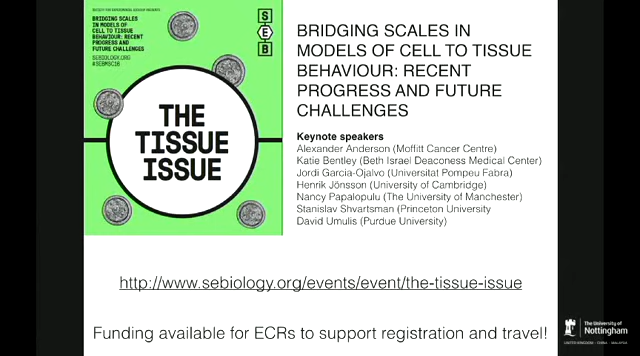 SOCIETY FOR EXPERIMENTAL BIOLOGY PRESENTS
BRIDGING SCALES
IN MODELS OF
CELL TO TISSUE
BEHAVIOUR: RECENT
PROGRESS AND
FUTURE CHALLENGES
SEBIOLOGY.ORG
#SEBMSC16
S
E
B
THE
TISSUE
ISSUE
BRIDGING SCALES IN
MODELS OF CELL TO TISSUE
BEHAVIOUR: RECENT
PROGRESS AND FUTURE
CHALLENGES
Keynote speakers
Alexander Anderson (Moffitt Cancer Centre)
Katie Bentley (Beth Israel Deaconess Medical Center)
Jordi Garcia-Ojalvo (Universitat Pompeu Fabra)
Henrik Jönsson (University of Cambridge)
Nancy Papalopulu (The University of Manchester)
Stanislav Shvartsman (Princeton University
David Umulis (Purdue University)
http://www.sebiology.org/events/event/the-tissue-issue
Funding available for ECRs to support registration and travel!
The University of
Nottingham
UNITED KINGDOM · CHINA · MALAYSIA